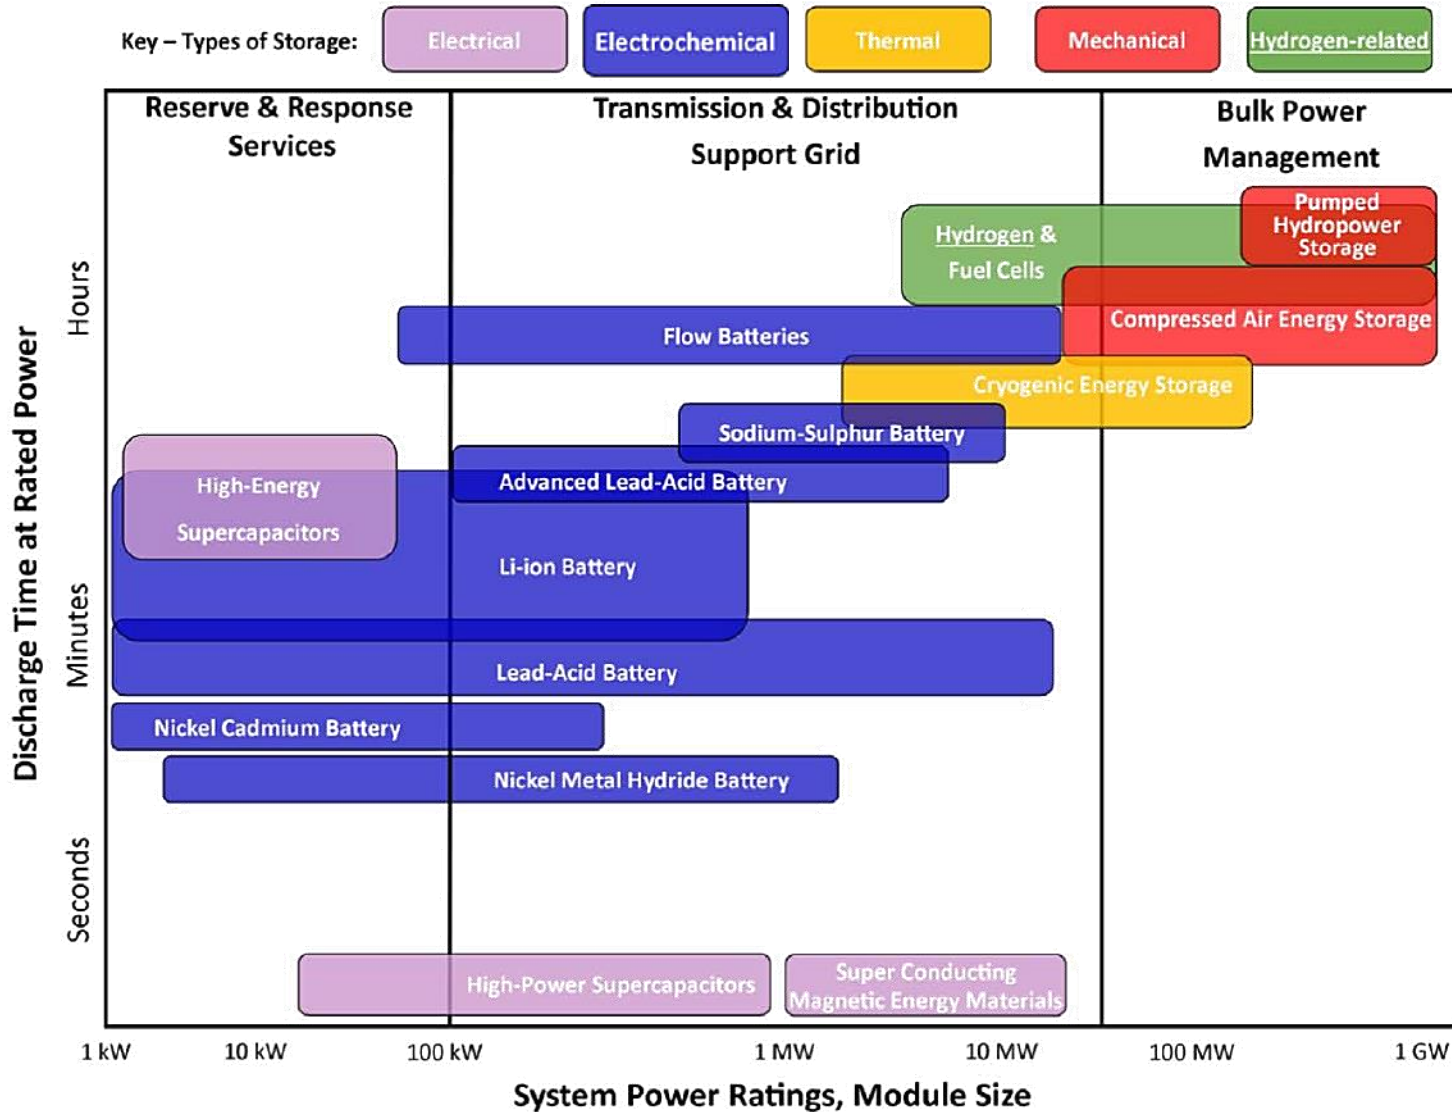 Key – Types of Storage:
Electrical
Electrochemical
Thermal
Mechanical
Hydrogen-related
Reserve & Response
Services
Transmission & Distribution
Support Grid
Bulk Power
Management
Pumped
Hydropower
Storage
Hydrogen &
Fuel Cells
Compressed Air Energy Storage
Flow Batteries
Cryogenic Energy Storage
Sodium-Sulphur Battery
Advanced Lead-Acid Battery
High-Energy
Supercapacitors
Li-ion Battery
Lead-Acid Battery
Nickel Cadmium Battery
Nickel Metal Hydride Battery
High-Power Supercapacitors
Super Conducting
Magnetic Energy Materials
Discharge Time at Rated Power
Hours
Minutes
Seconds
1 kW
10 kW
100 kW
1 MW
10 MW
100 MW
1 GW
System Power Ratings, Module Size